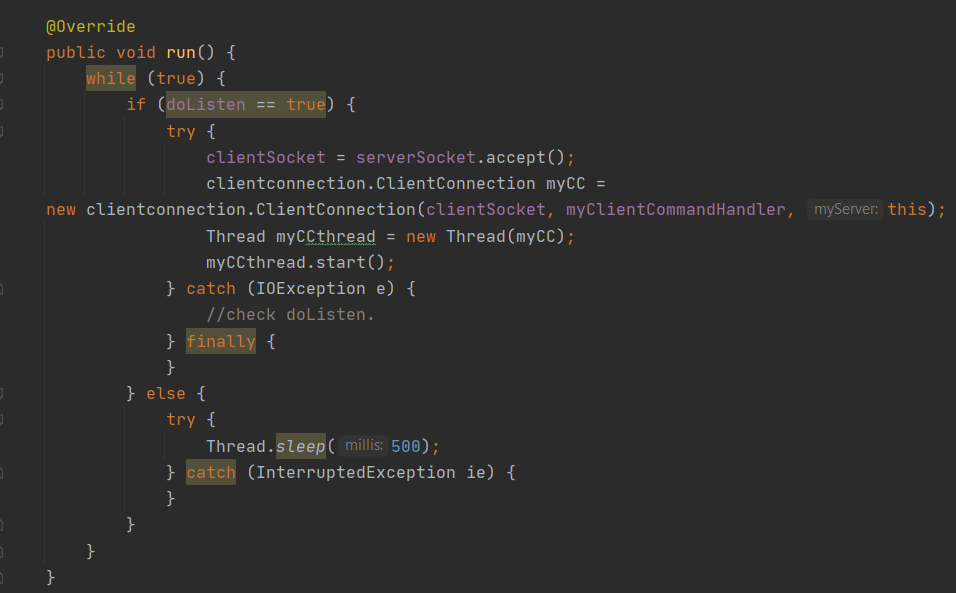 @Override
public void run() {
while (true) {
if (doListen == true) {
try {
clientSocket = serverSocket.accept();
clientconnection.ClientConnection myCC =
new clientconnection.ClientConnection(clientSocket, myClientCommandHandler, myServer: this);
Thread myCCthread = new Thread(myCC);
myCCthread.start();
} catch (IOException e) {
//check doListen.
} finally {
}
} else {
try {
Thread.sleep( millis: 500);
} catch (InterruptedException ie) {
}
}
}
}